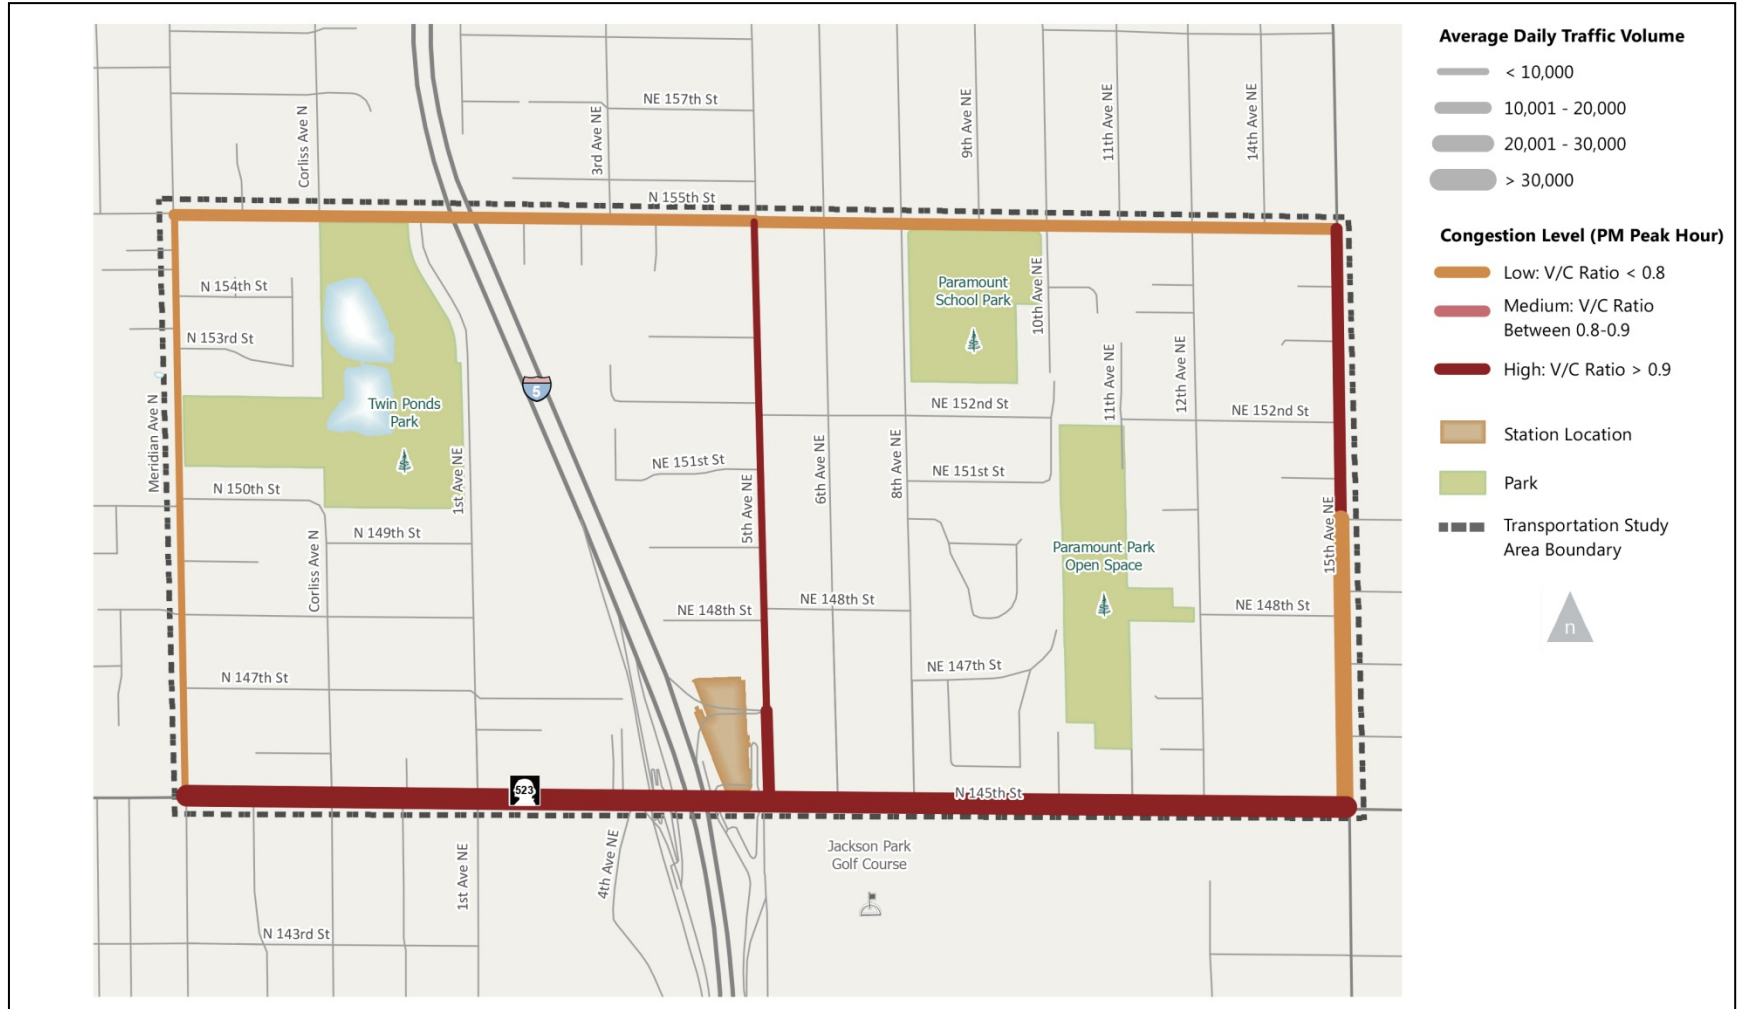 Average Daily Traffic Volume
< 10,000
10,001 - 20,000
20,001 - 30,000
> 30,000
Congestion Level (PM Peak Hour)
Low: V/C Ratio < 0.8
Medium: V/C Ratio
Between 0.8-0.9
High: V/C Ratio > 0.9
Station Location
Park
Transportation Study
Area Boundary
n
NE 157th St
Corliss Ave N
3rd Ave NE
9th Ave NE
11th Ave NE
14th Ave NE
N 155th St
N 154th St
N 153rd St
Paramount
School Park
10th Ave NE
5
Twin Ponds
Park
Meridian Ave N
NE 152nd St
11th Ave NE
12th Ave NE
NE 152nd St
1st Ave NE
NE 151st St
5th Ave NE
6th Ave NE
8th Ave NE
NE 151st St
N 150th St
N 149th St
Corliss Ave N
Paramount Park
Open Space
15th Ave NE
NE 148th St
NE 148th St
NE 148th St
N 147th St
NE 147th St
523
N 145th St
1st Ave NE
4th Ave NE
Jackson Park
Golf Course
N 143rd St